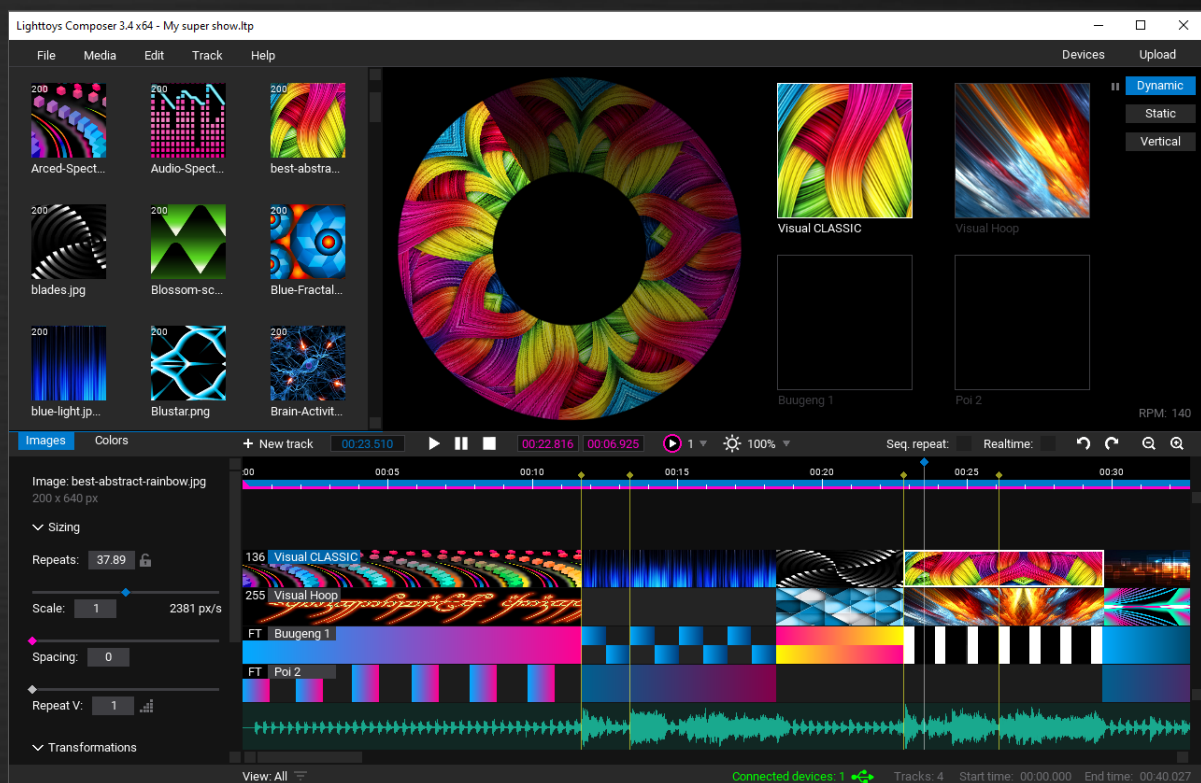 Lighttoys Composer 3.4 x64 - My super show.ltp
File Media Edit Track Help Devices Upload
200 200 200
Arced-Spect... Audio-Spect... best-abstra...
200 200 200
blades.jpg Blossom-sc... Blue-Fractal...
200 200 200
blue-light.jp... Blustar.png Brain-Activit...
Visual CLASSIC Visual Hoop
Buugeng 1 Poi 2
Dynamic
Static
Vertical
RPM: 140
Images Colors
New track 00:23.510 00:22.816 00:06.925 1 100% Seq. repeat: Realtime:
Image: best-abstract-rainbow.jpg
200 x 640 px
Sizing
Repeats: 37.89
Scale: 1 2381 px/s
Spacing: 0
Repeat V: 1
Transformations
:00 00:05 00:10 00:15 00:20 00:25 00:30
136 Visual CLASSIC
255 Visual Hoop
FT Buugeng 1
FT Poi 2
View: All Connected devices: 1 Tracks: 4 Start time: 00:00.000 End time: 00:40.027